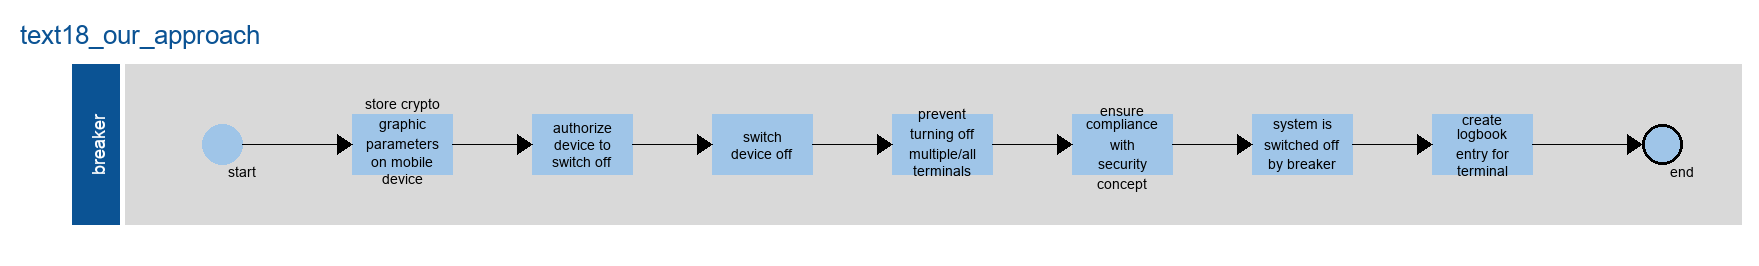 text18_our_approach
breaker
start
store crypto
graphic
parameters
on mobile
device
authorize
device to
switch off
switch
device off
prevent
turning off
multiple/all
terminals
ensure
compliance
with
security
concept
system is
switched off
by breaker
create
logbook
entry for
terminal
end